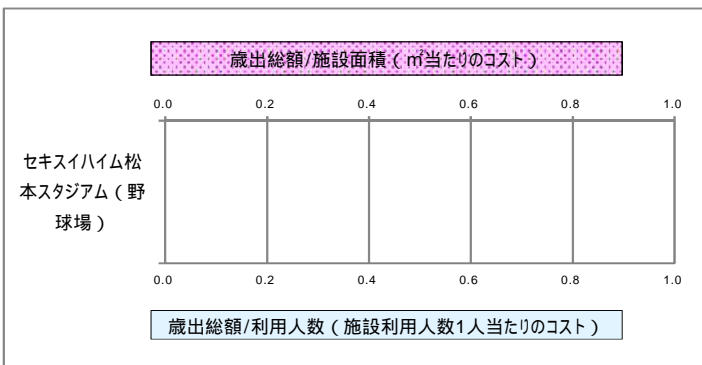 歳出総額/施設面積(㎡当たりのコスト)
0.0 0.2 0.4 0.6 0.8 1.0
セキスイハイム松
本スタジアム(野
球場)
0.0 0.2 0.4 0.6 0.8 1.0
歳出総額/利用人数(施設利用人数1人当たりのコスト)